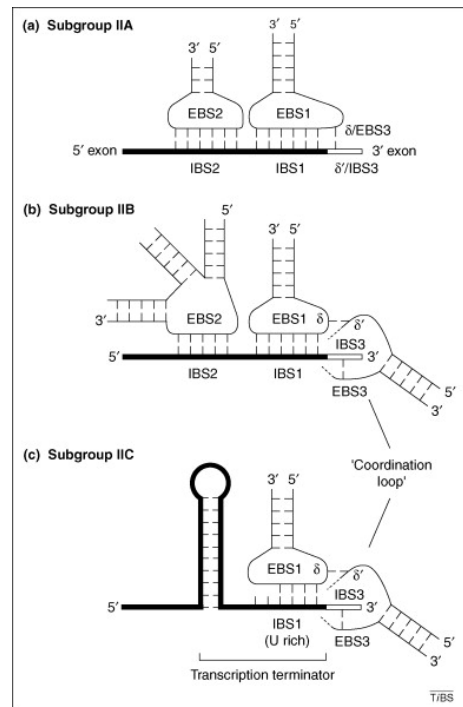 (a) Subgroup IIA
3′ 5′
3′ 5′
EBS2
EBS1
δ/EBS3
5′ exon
3′ exon
IBS2
IBS1
δ′/IBS3
(b) Subgroup IIB
5′
3′ 5′
EBS2
EBS1 δ
δ′
3′
IBS3
5′
3′
IBS2
IBS1
EBS3
5′
3′
'Coordination
loop'
(c) Subgroup IIC
3′ 5′
EBS1 δ
δ′
IBS3
5′
3′
IBS1
(U rich)
EBS3
5′
3′
Transcription terminator
TiBS